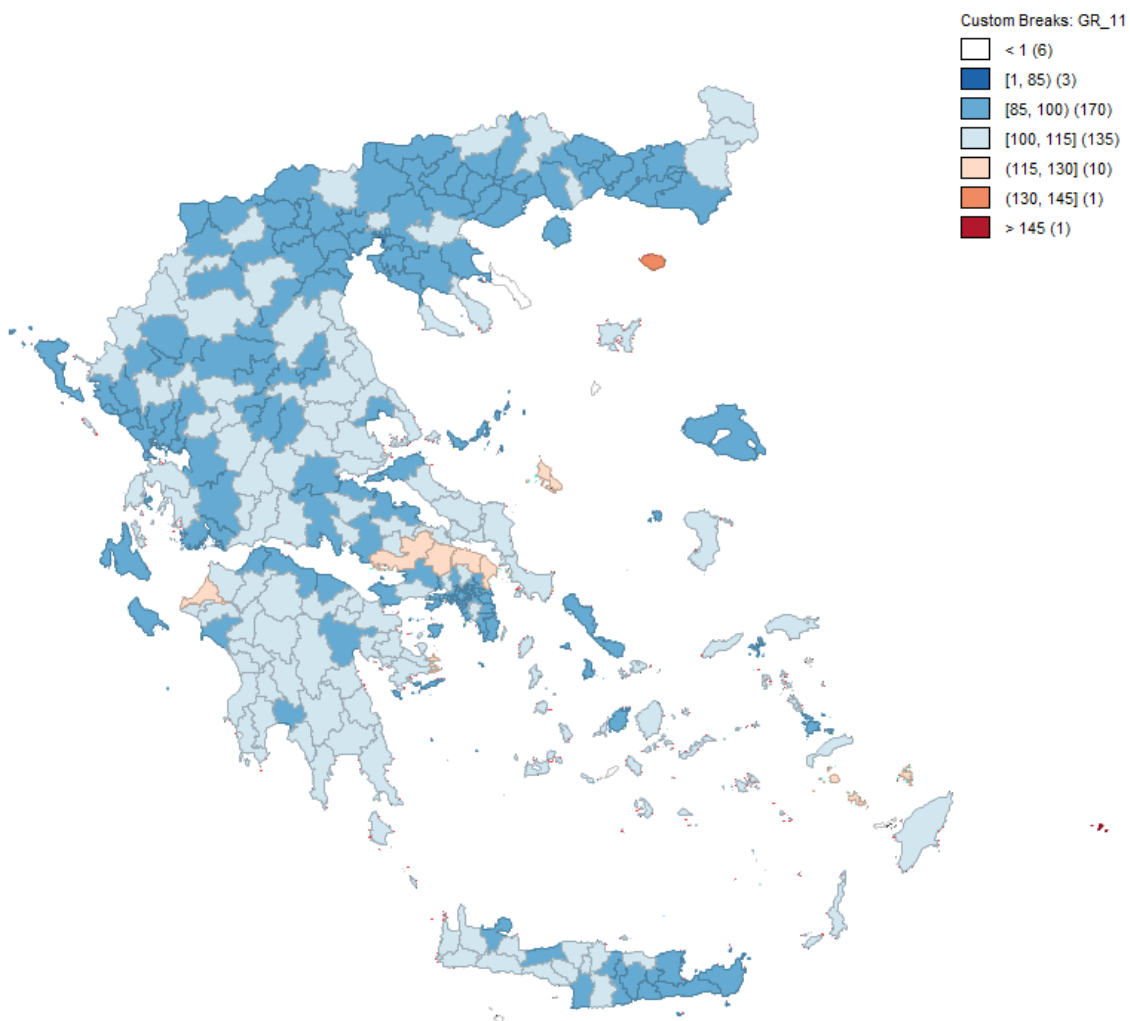 Custom Breaks: GR_11
< 1 (6)
[1, 85) (3)
[85, 100) (170)
[100, 115] (135)
(115, 130] (10)
(130, 145] (1)
> 145 (1)